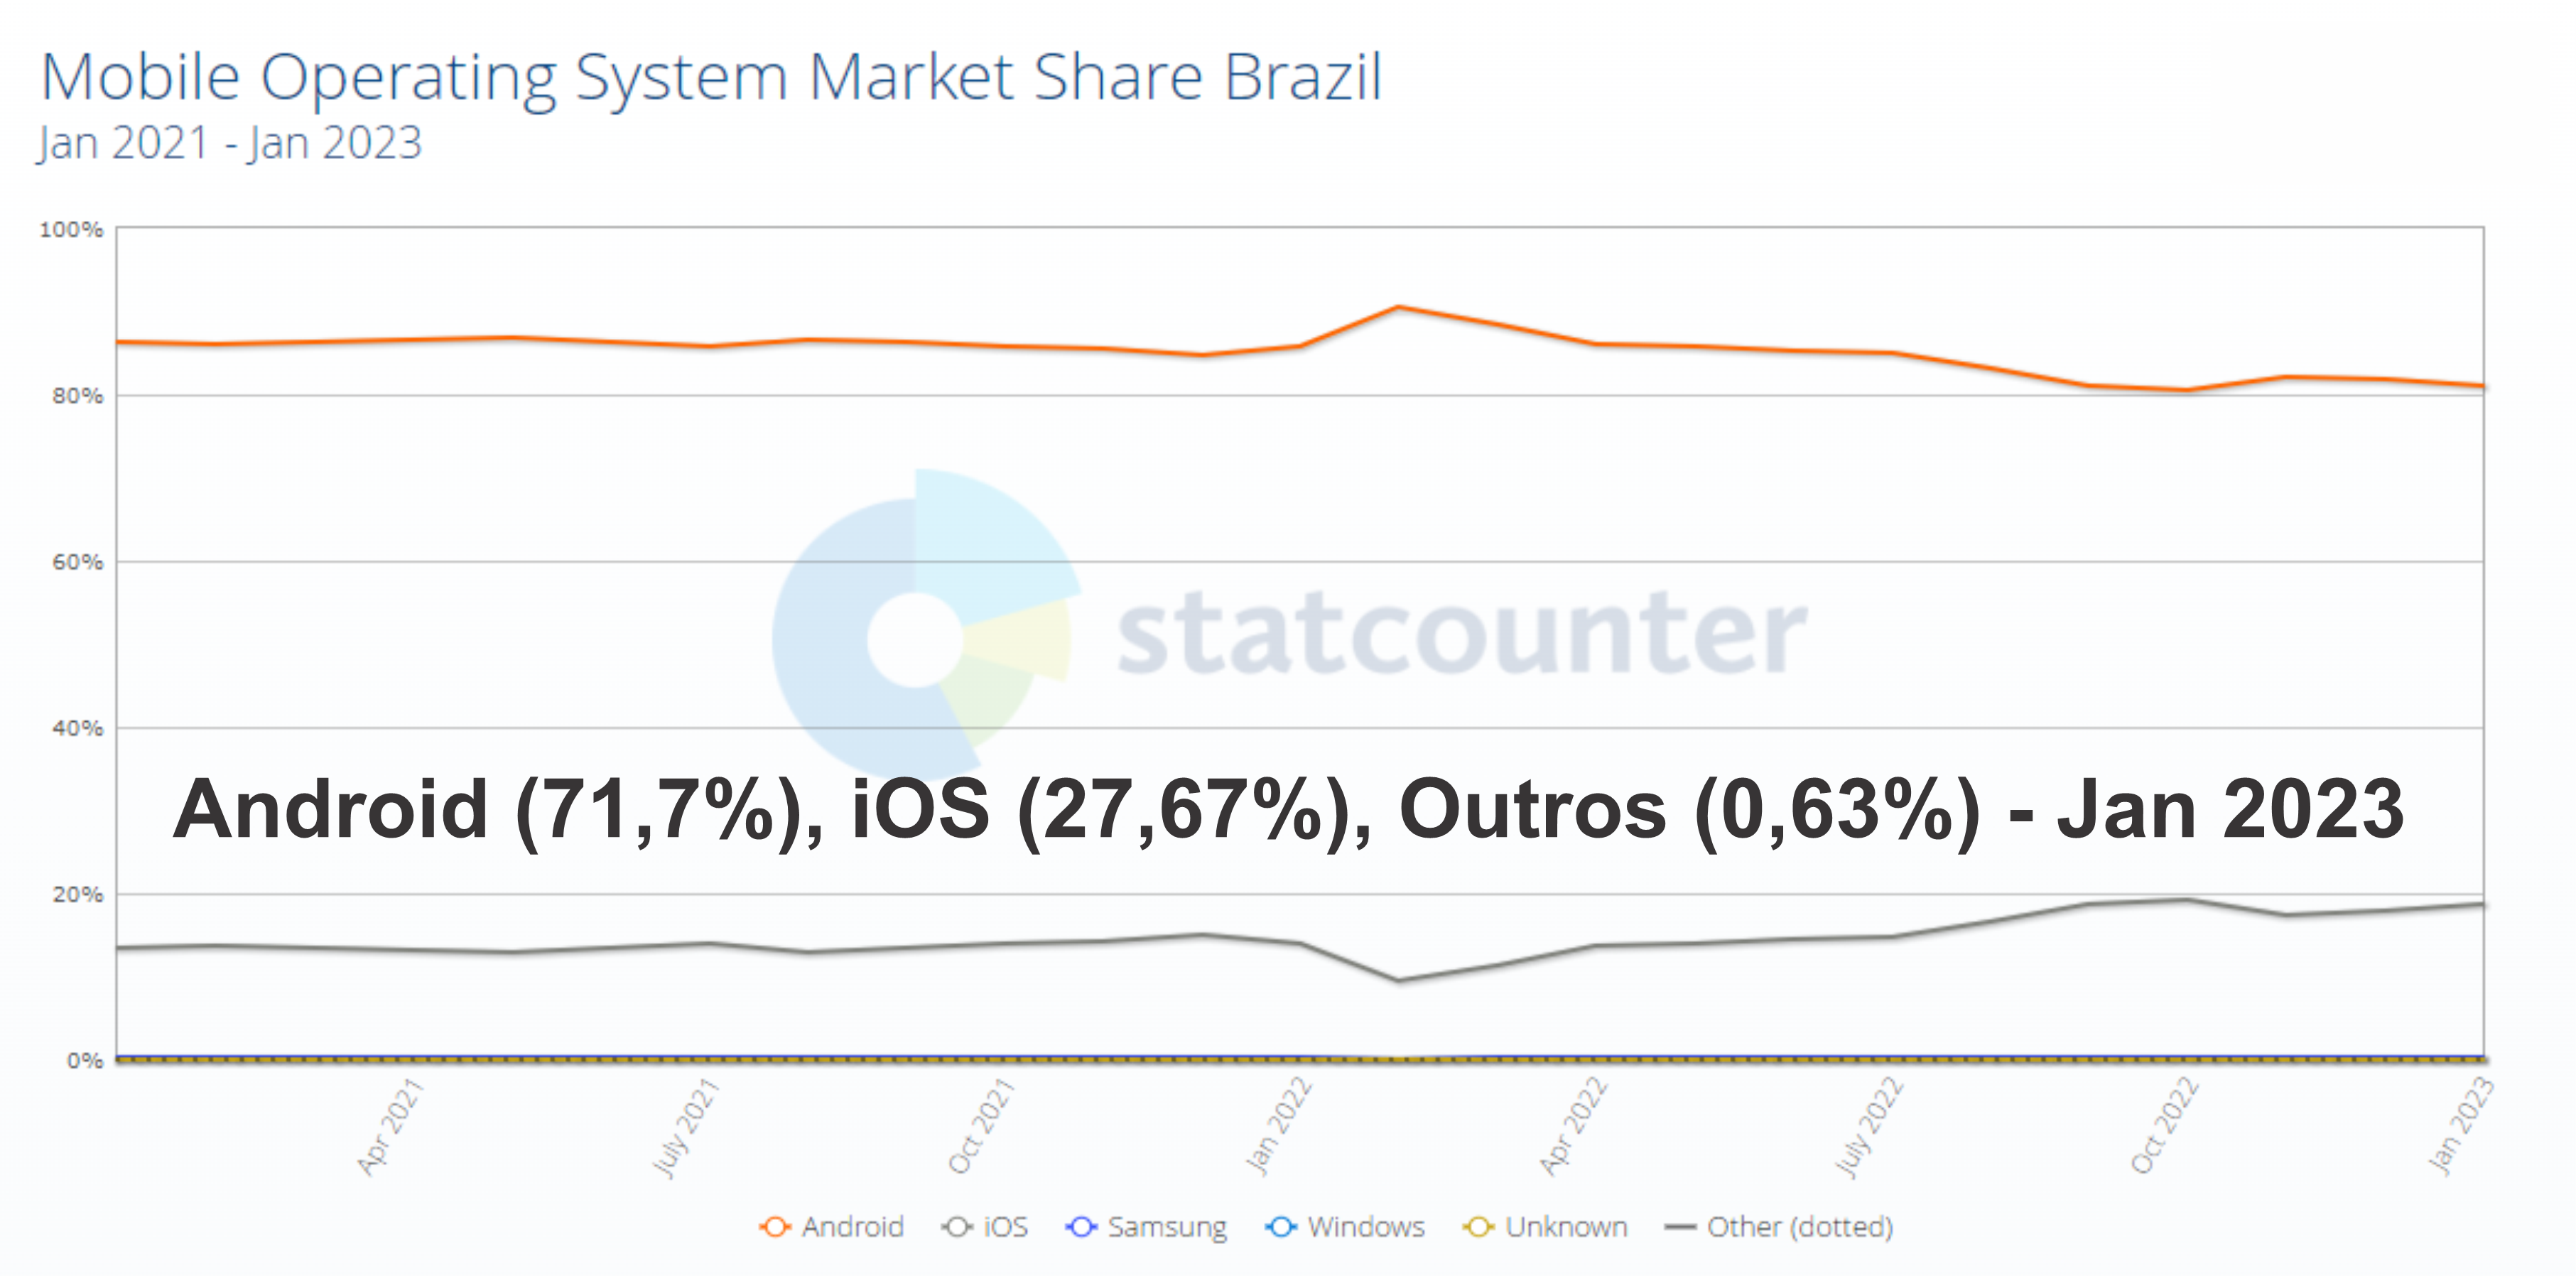 Mobile Operating System Market Share Brazil
Jan 2021 - Jan 2023
100%
80%
60%
statcounter
40%
Android (71,7%), iOS (27,67%), Outros (0,63%) - Jan 2023
20%
0%
Apr 2021
July 2021
Oct 2021
Jan 2022
Apr 2022
July 2022
Oct 2022
Jan 2023
Android iOS Samsung Windows Unknown Other (dotted)